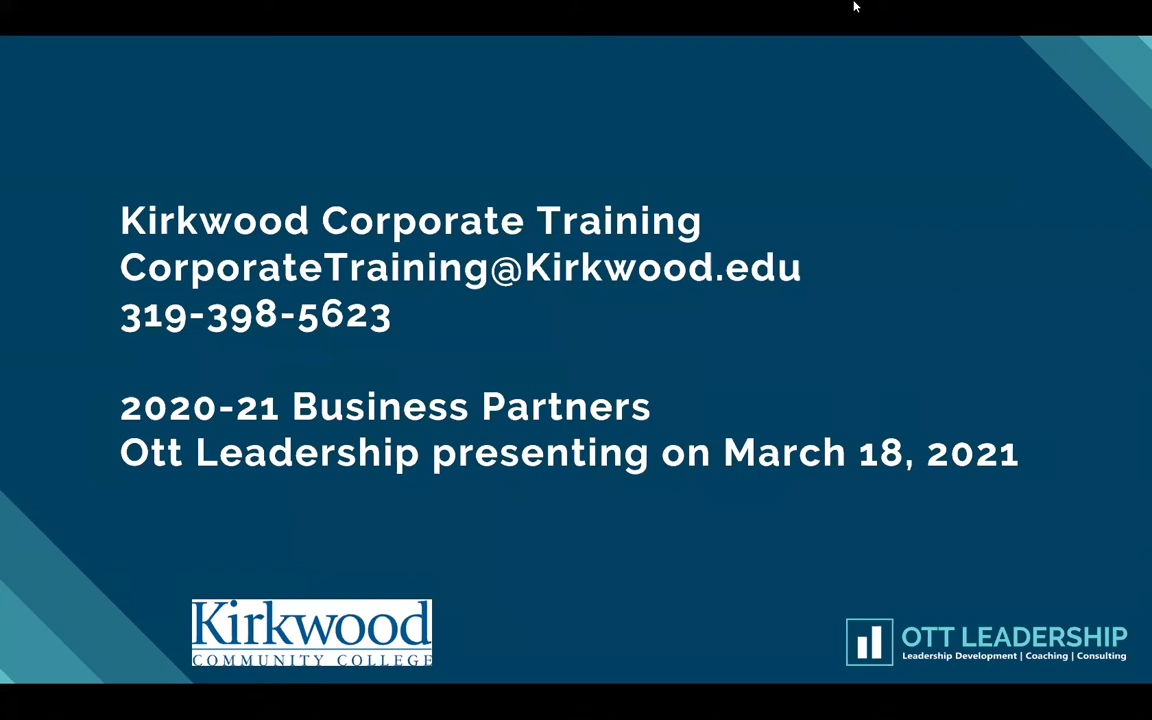 Kirkwood Corporate Training
CorporateTraining@Kirkwood.edu
319-398-5623
2020-21 Business Partners
Ott Leadership presenting on March 18, 2021
Kirkwood
COMMUNITY COLLEGE
OTT LEADERSHIP
Leadership Development | Coaching | Consulting